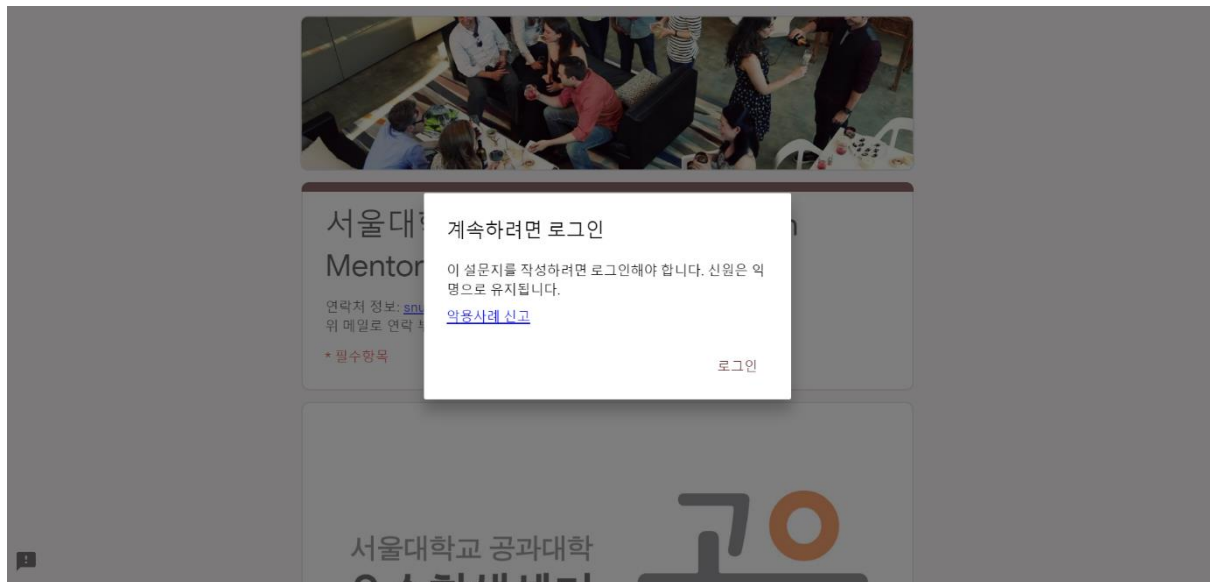 서울대
Mentor
연락처 정보: snu
위 메일로 연락
* 필수항목
계속하려면 로그인
이 설문지를 작성하려면 로그인해야 합니다. 신원은 익
명으로 유지됩니다.
악용사례 신고
로그인
서울대학교 공과대학
공